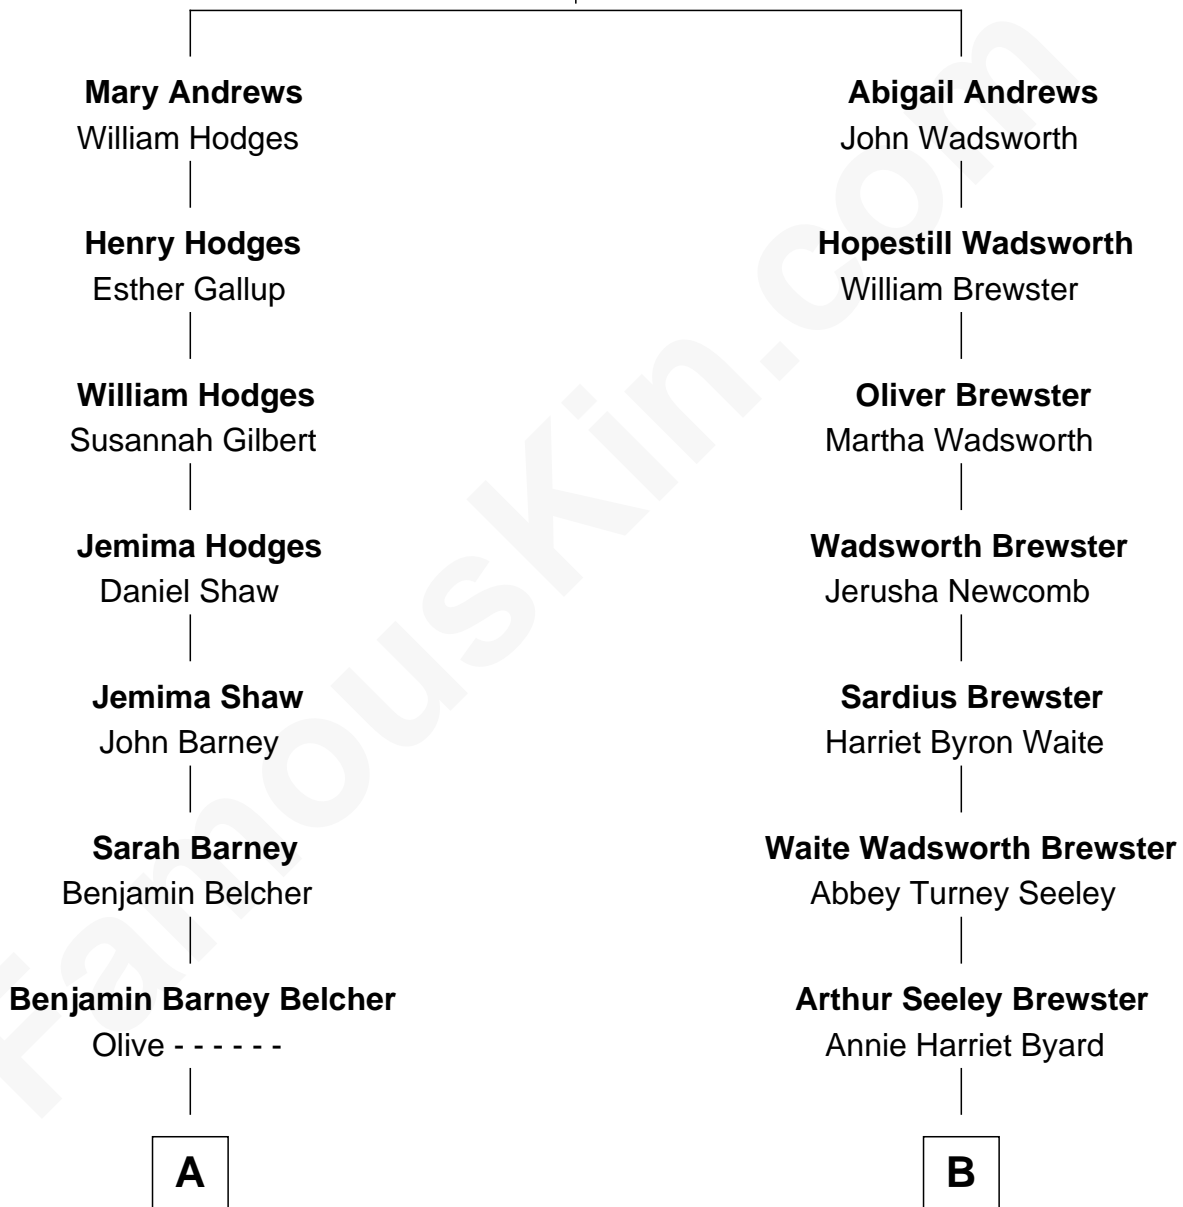 Mary Andrews
William Hodges
Henry Hodges
Esther Gallup
William Hodges
Susannah Gilbert
Jemima Hodges
Daniel Shaw
Jemima Shaw
John Barney
Sarah Barney
Benjamin Belcher
Benjamin Barney Belcher
Olive - - - - - -
A
Abigail Andrews
John Wadsworth
Hopestill Wadsworth
William Brewster
Oliver Brewster
Martha Wadsworth
Wadsworth Brewster
Jerusha Newcomb
Sardius Brewster
Harriet Byron Waite
Waite Wadsworth Brewster
Abbey Turney Seeley
Arthur Seeley Brewster
Annie Harriet Byard
B
FamousKin.com